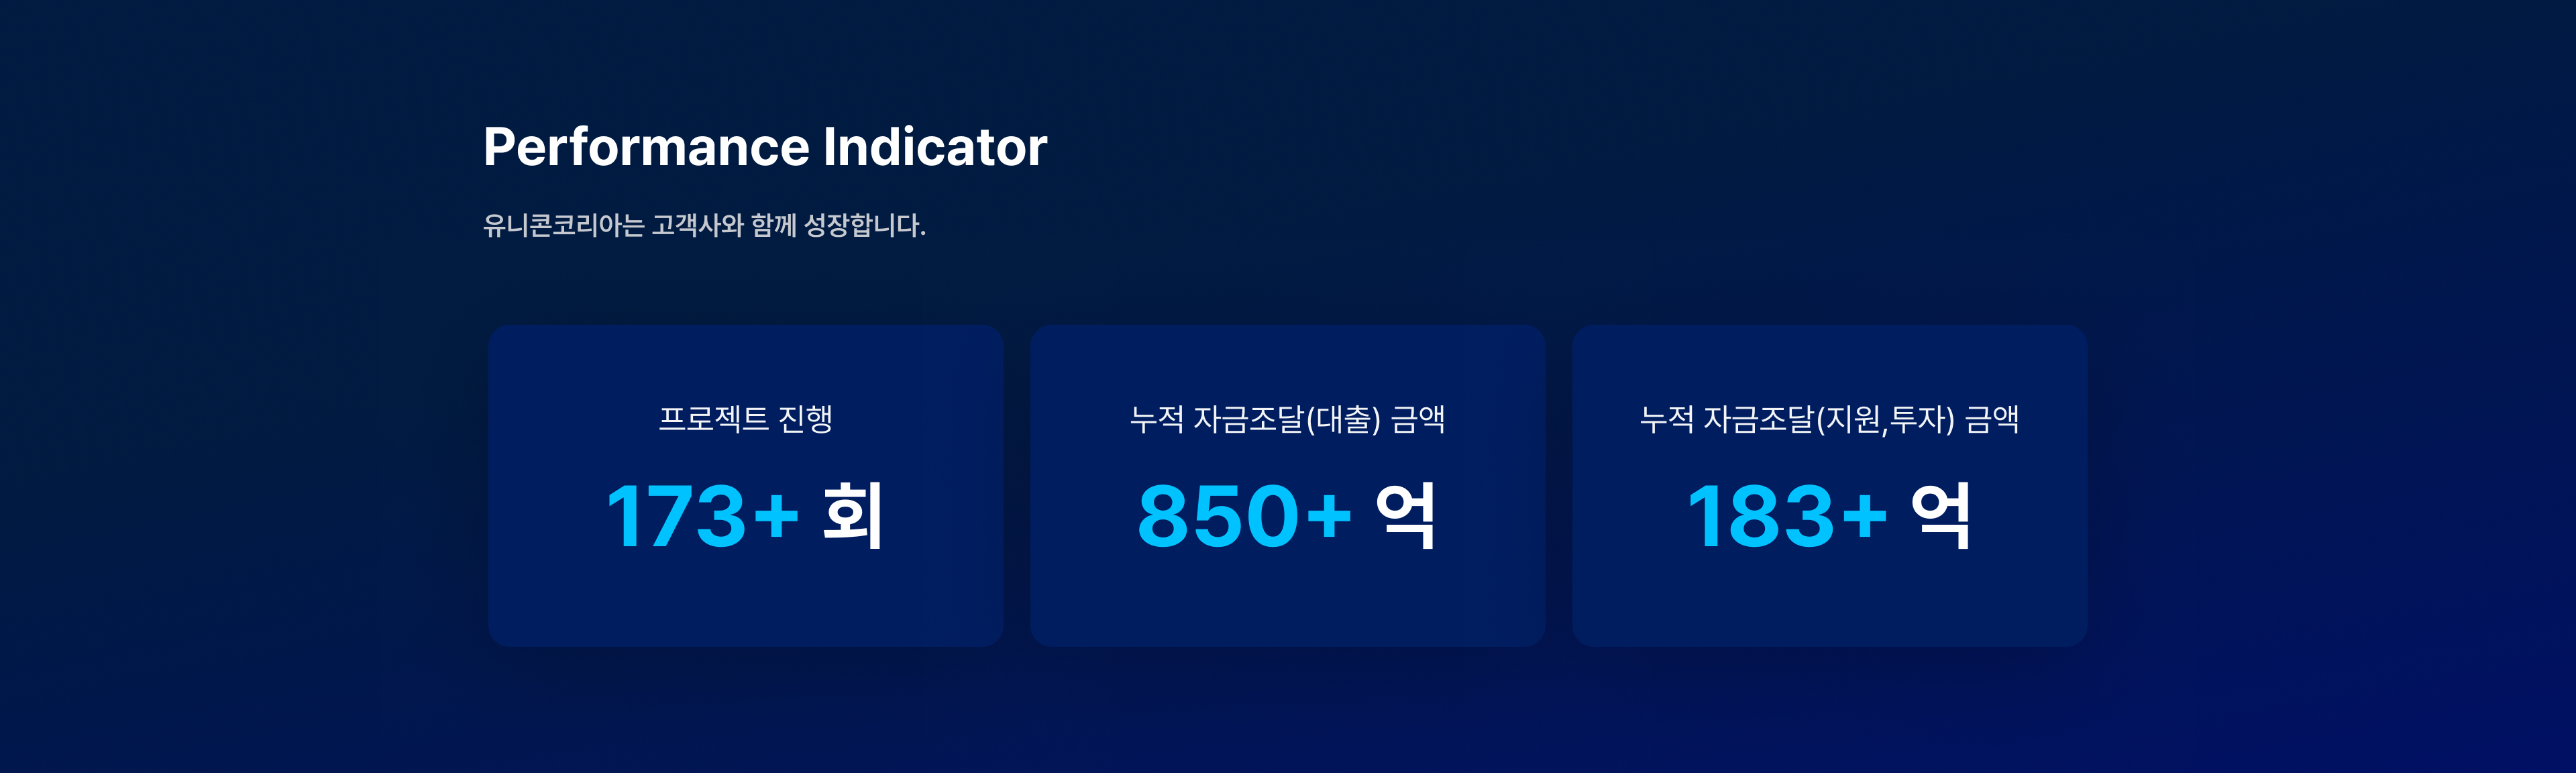 Performance Indicator
유니콘코리아는 고객사와 함께 성장합니다.
프로젝트 진행
173+ 회
누적 자금조달(대출) 금액
850+ 억
누적 자금조달(지원,투자) 금액
183+ 억